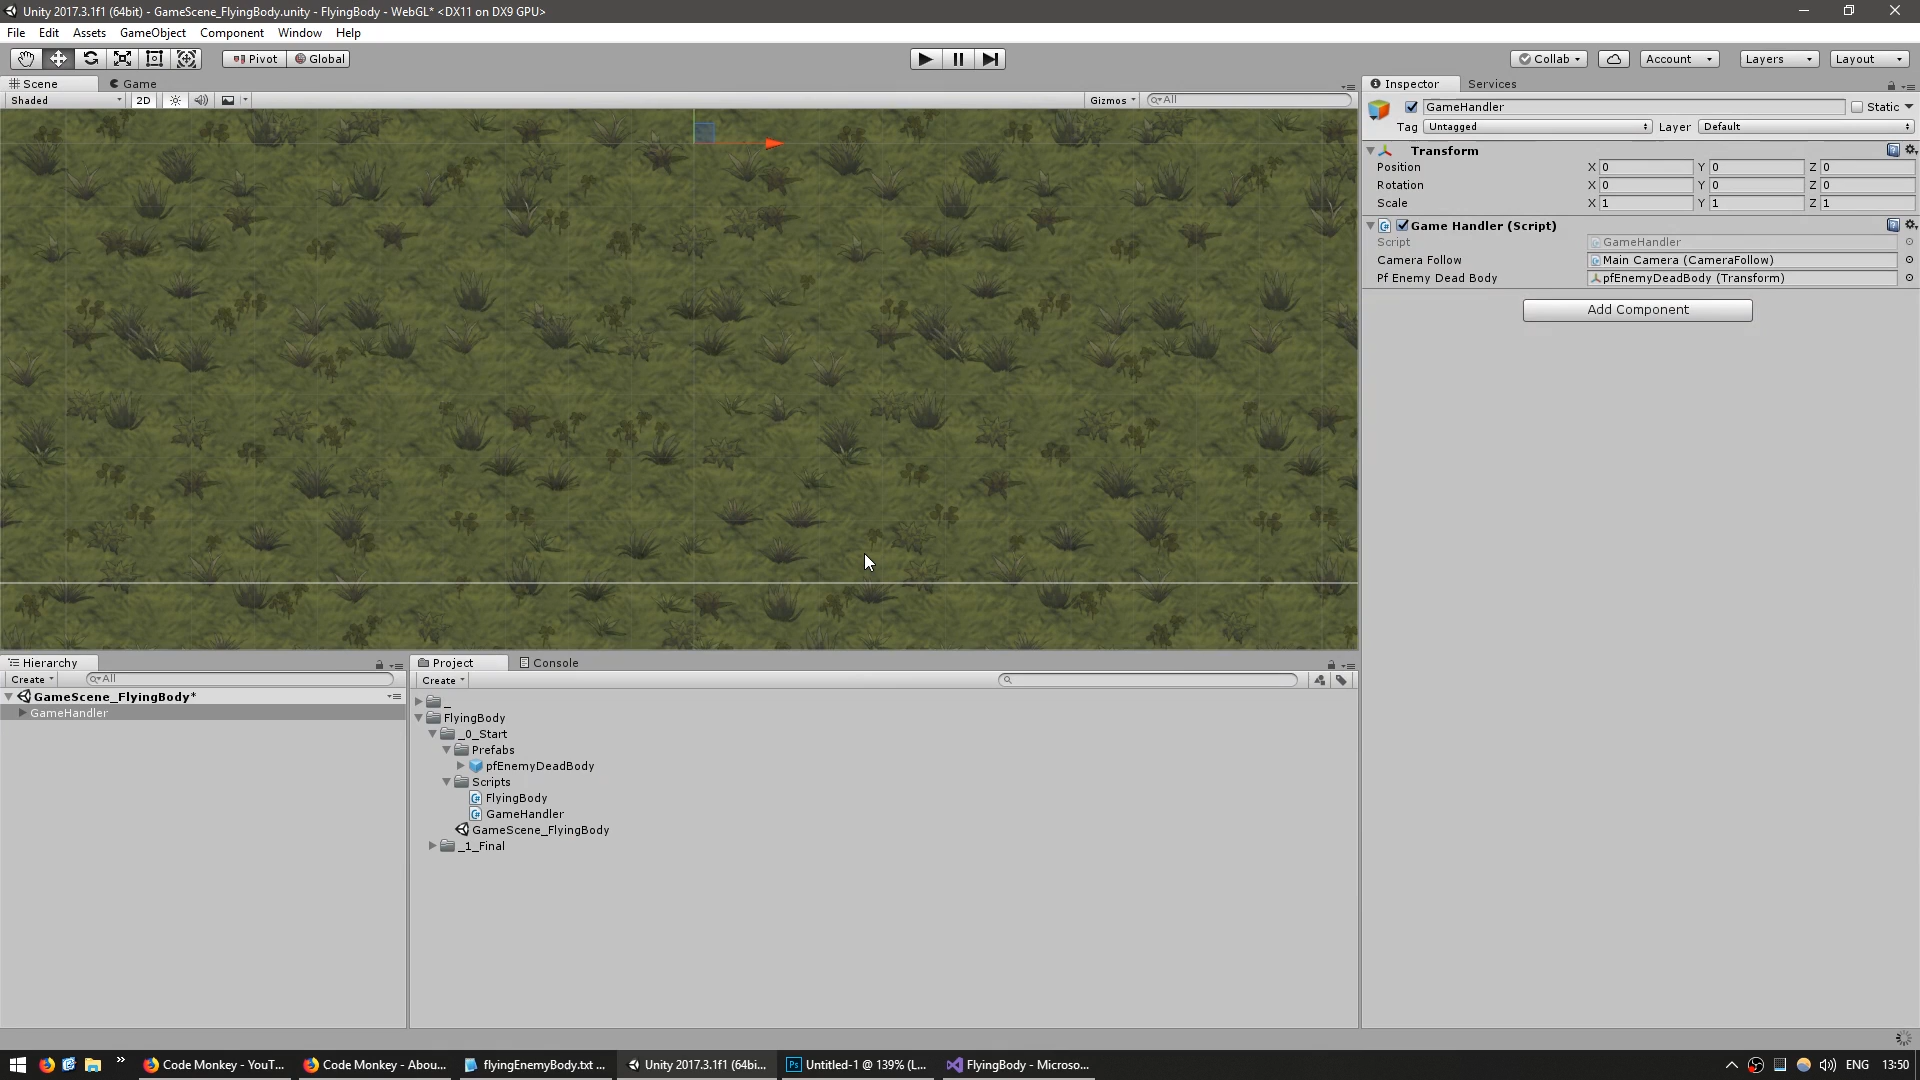 Unity 2017.3.1f1 (64bit) - GameScene_FlyingBody.unity - FlyingBody - WebGL* <DX11 on DX9 GPU>
File Edit Assets GameObject Component Window Help
Pivot Global Collab Account Layers Layout
Scene Game
Shaded 2D Gizmos All
Inspector Services
GameHandler Static
Tag Untagged Layer Default
Transform
Position X 0 Y 0 Z 0
Rotation X 0 Y 0 Z 0
Scale X 1 Y 1 Z 1
Game Handler (Script)
Script GameHandler
Camera Follow Main Camera (CameraFollow)
Pf Enemy Dead Body pfEnemyDeadBody (Transform)
Add Component
Hierarchy
Create All
GameScene_FlyingBody*
GameHandler
Project Console
Create
_
FlyingBody
_0_Start
Prefabs
pfEnemyDeadBody
Scripts
FlyingBody
GameHandler
GameScene_FlyingBody
_1_Final
Code Monkey - YouT... Code Monkey - Abou... flyingEnemyBody.txt ... Unity 2017.3.1f1 (64bi... Untitled-1 @ 139% (L... FlyingBody - Microso... ENG 13:50